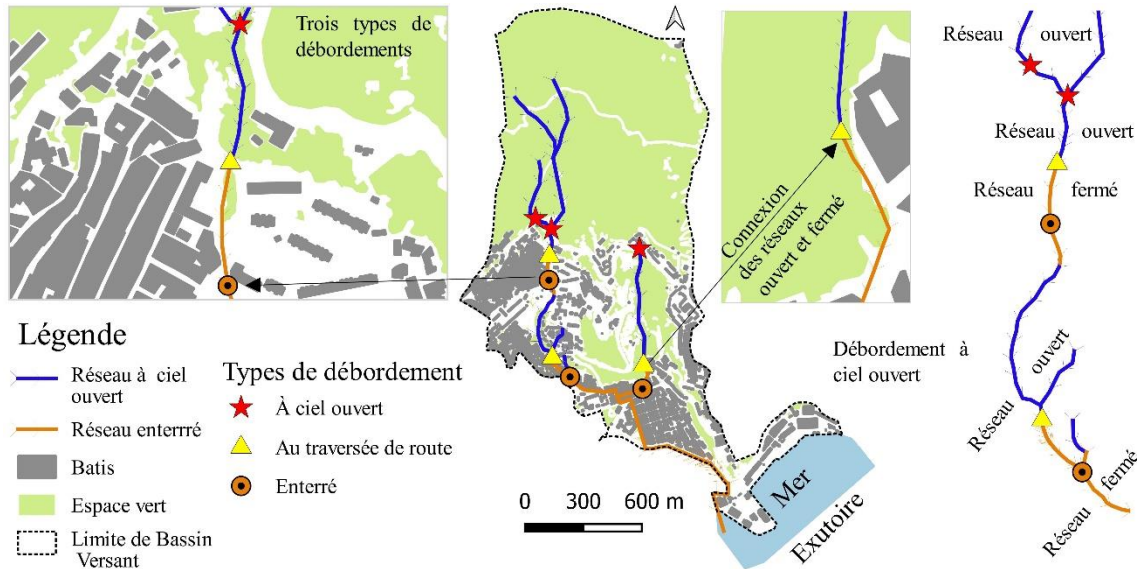 Trois types de
débordements
Légende
Réseau à ciel
ouvert
Réseau enterrré
Batis
Espace vert
Limite de Bassin
Versant
Types de débordement
À ciel ouvert
Au traversée de route
Enterré
0 300 600 m
Mer
Exutoire
Connexion
des réseaux
ouvert et fermé
Réseau ouvert
Réseau ouvert
Réseau fermé
Débordement à
ciel ouvert
Réseau ouvert
Réseau fermé